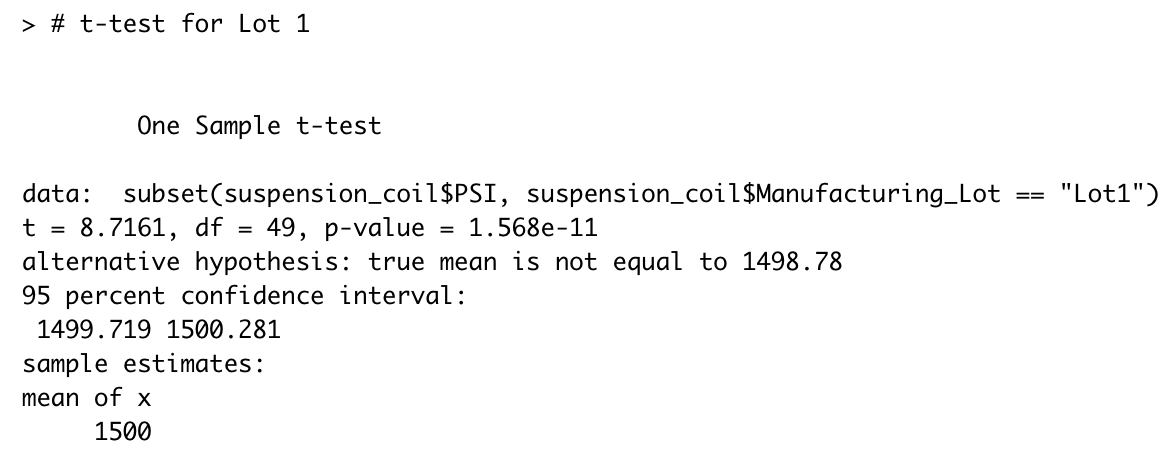 > # t-test for Lot 1
One Sample t-test
data:  subset(suspension_coil$PSI, suspension_coil$Manufacturing_Lot == "Lot1")
t = 8.7161, df = 49, p-value = 1.568e-11
alternative hypothesis: true mean is not equal to 1498.78
95 percent confidence interval:
1499.719 1500.281
sample estimates:
mean of x
1500